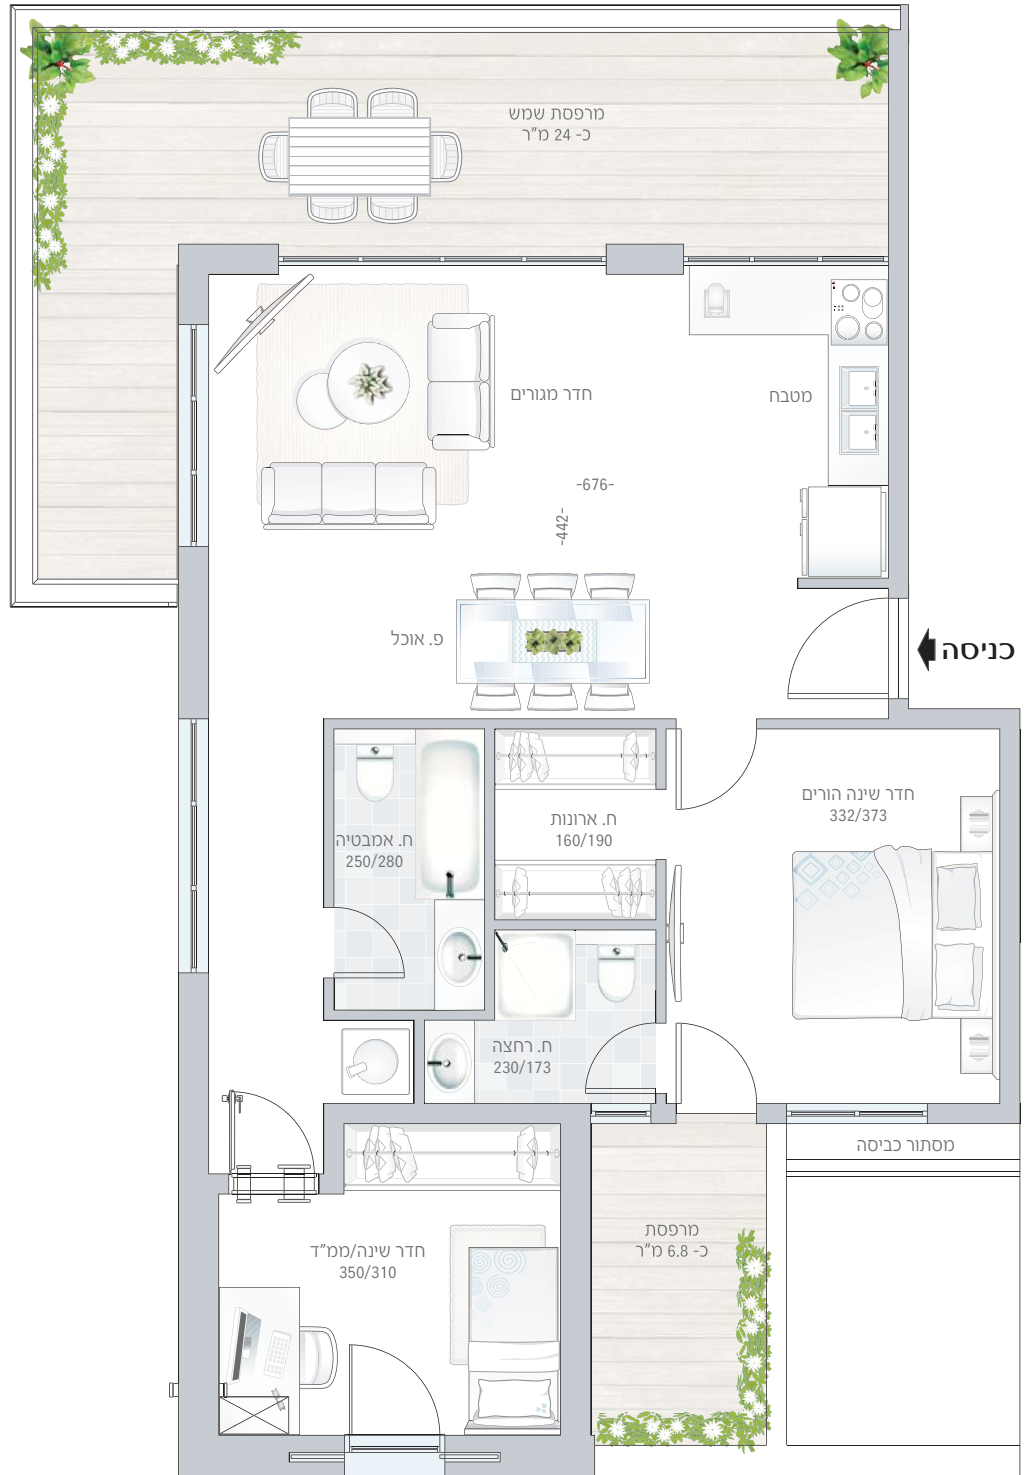 מרפסת שמש
כ- 24 מ"ר
חדר מגורים
מטבח
-676-
-442-
פ. אוכל
כניסה
חדר שינה הורים
332/373
ח. ארונות
160/190
ח. אמבטיה
250/280
ח. רחצה
230/173
מסתור כביסה
מרפסת
כ- 6.8 מ"ר
חדר שינה/ממ"ד
350/310